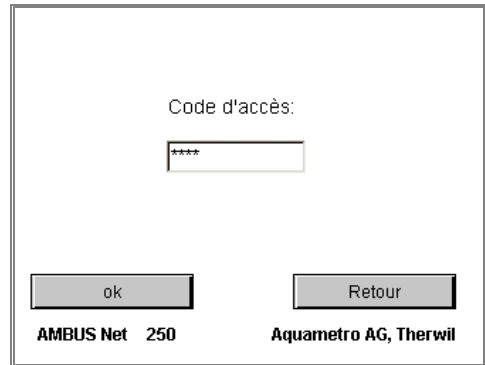 Code d'accès:
****
ok Retour
AMBUS Net 250 Aquametro AG, Therwil